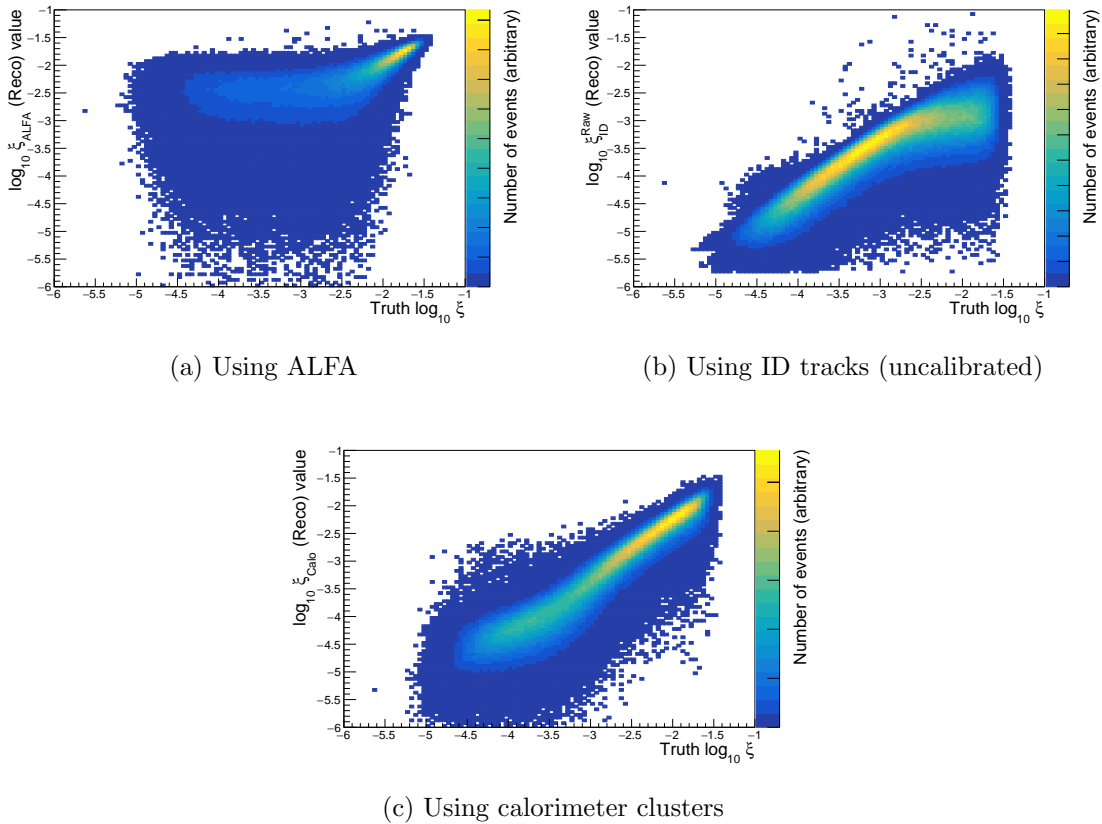 log₁₀ ξ_ALFA (Reco) value
-1
-1.5
-2
-2.5
-3
-3.5
-4
-4.5
-5
-5.5
-6
-6 -5.5 -5 -4.5 -4 -3.5 -3 -2.5 -2 -1.5 -1
Truth log₁₀ ξ
Number of events (arbitrary)
(a) Using ALFA
log₁₀ ξ_ID^Raw (Reco) value
-1
-1.5
-2
-2.5
-3
-3.5
-4
-4.5
-5
-5.5
-6
-6 -5.5 -5 -4.5 -4 -3.5 -3 -2.5 -2 -1.5 -1
Truth log₁₀ ξ
Number of events (arbitrary)
(b) Using ID tracks (uncalibrated)
log₁₀ ξ_Calo (Reco) value
-1
-1.5
-2
-2.5
-3
-3.5
-4
-4.5
-5
-5.5
-6
-6 -5.5 -5 -4.5 -4 -3.5 -3 -2.5 -2 -1.5 -1
Truth log₁₀ ξ
Number of events (arbitrary)
(c) Using calorimeter clusters